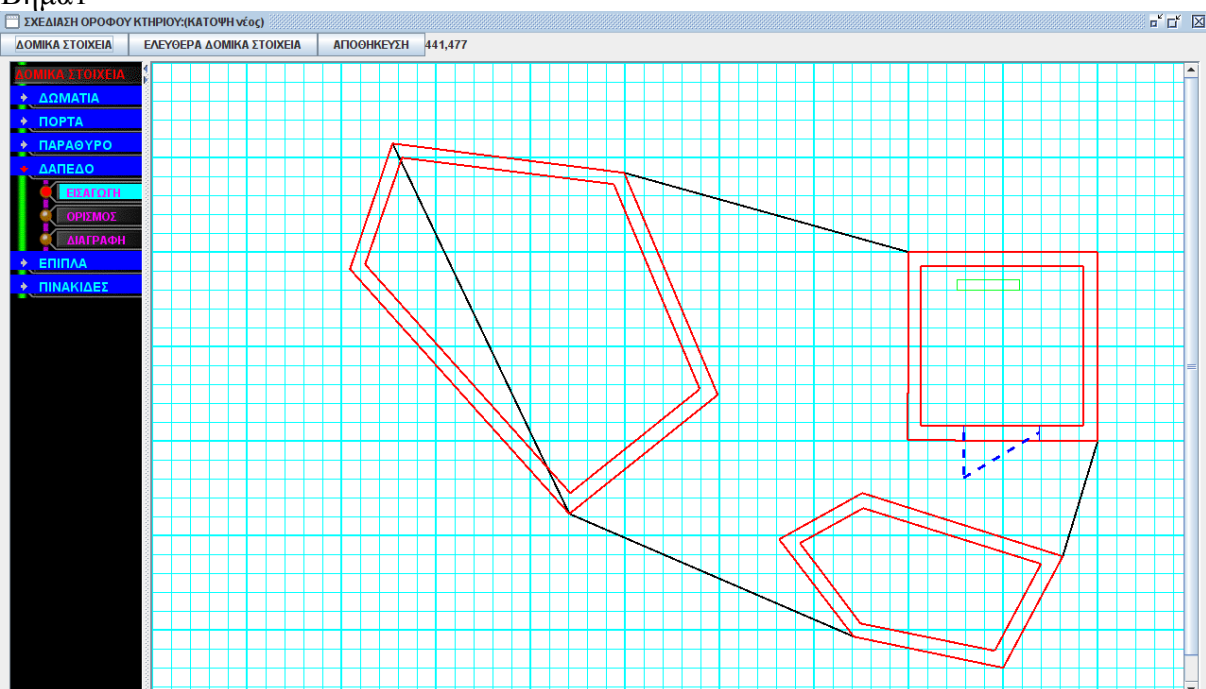 Βήμα1
ΣΧΕΔΙΑΣΗ ΟΡΟΦΟΥ ΚΤΗΡΙΟΥ:(ΚΑΤΟΨΗ νέος)
ΔΟΜΙΚΑ ΣΤΟΙΧΕΙΑ ΕΛΕΥΘΕΡΑ ΔΟΜΙΚΑ ΣΤΟΙΧΕΙΑ ΑΠΟΘΗΚΕΥΣΗ 441,477
ΔΟΜΙΚΑ ΣΤΟΙΧΕΙΑ
ΔΩΜΑΤΙΑ
ΠΟΡΤΑ
ΠΑΡΑΘΥΡΟ
ΔΑΠΕΔΟ
ΕΙΣΑΓΩΓΗ
ΟΡΙΣΜΟΣ
ΔΙΑΓΡΑΦΗ
ΕΠΙΠΛΑ
ΠΙΝΑΚΙΔΕΣ